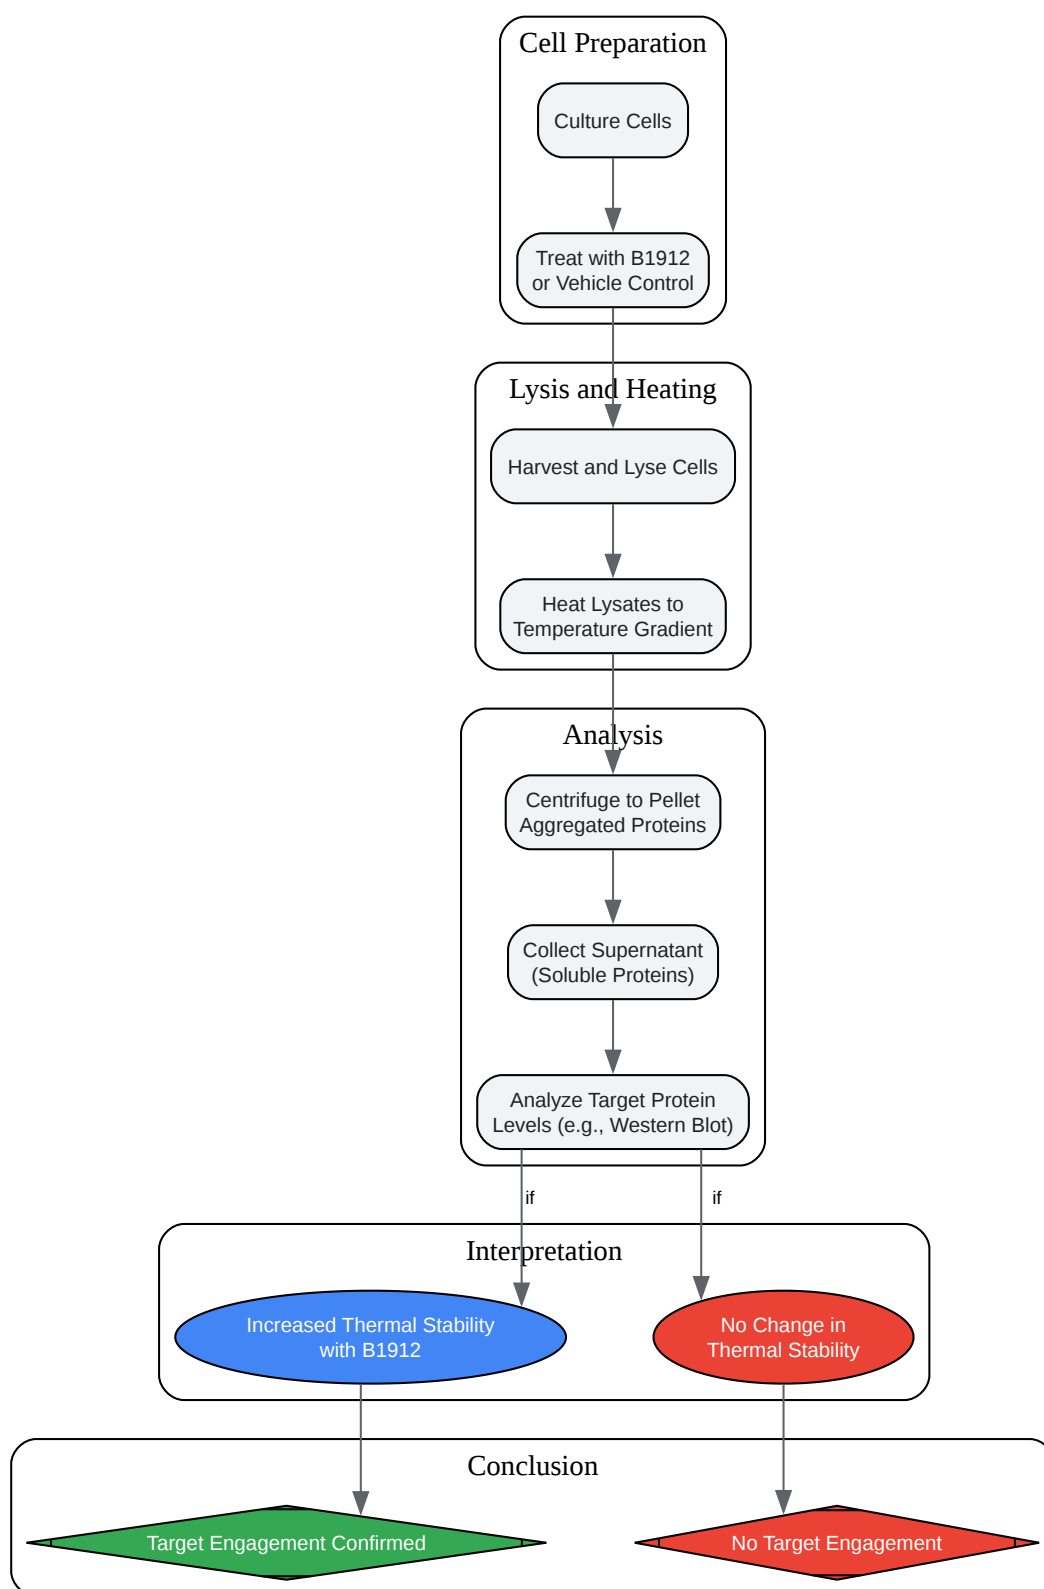 Cell Preparation
Culture Cells
Treat with B1912
or Vehicle Control
Lysis and Heating
Harvest and Lyse Cells
Heat Lysates to
Temperature Gradient
Analysis
Centrifuge to Pellet
Aggregated Proteins
Collect Supernatant
(Soluble Proteins)
Analyze Target Protein
Levels (e.g., Western Blot)
if
if
Interpretation
Increased Thermal Stability
with B1912
No Change in
Thermal Stability
Conclusion
Target Engagement Confirmed
No Target Engagement